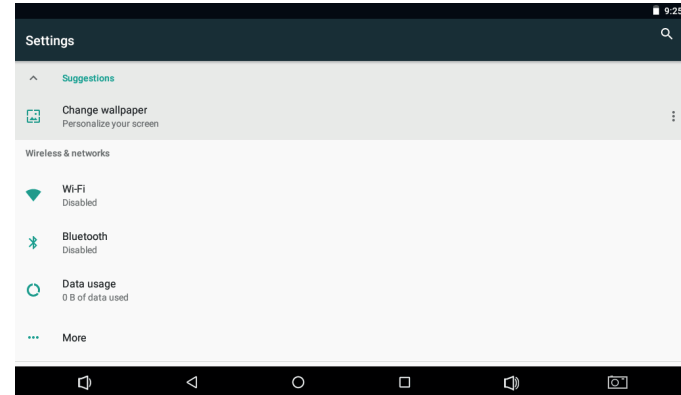 9:25
Settings
Suggestions
Change wallpaper
Personalize your screen
Wireless & networks
Wi-Fi
Disabled
Bluetooth
Disabled
Data usage
0 B of data used
More